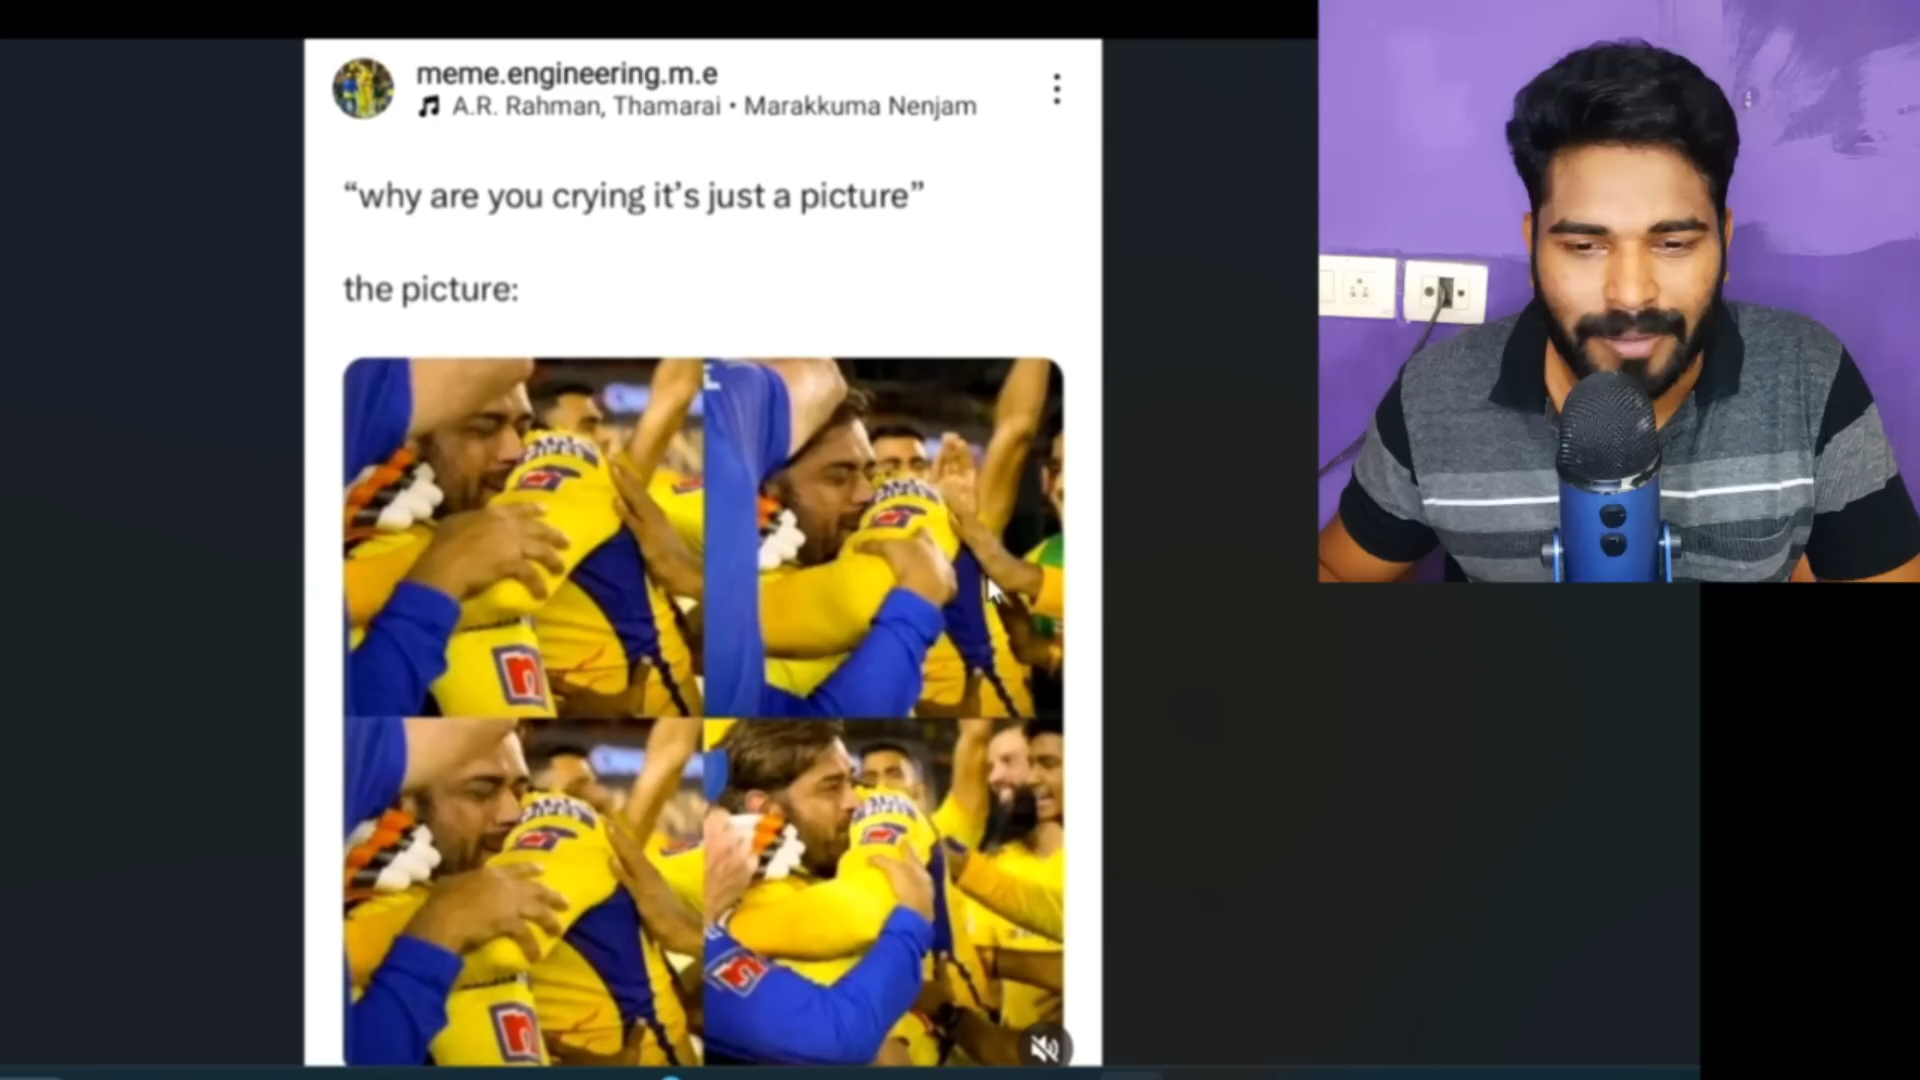 meme.engineering.m.e
A.R. Rahman, Thamarai • Marakkuma Nenjam
“why are you crying it’s just a picture”
the picture: